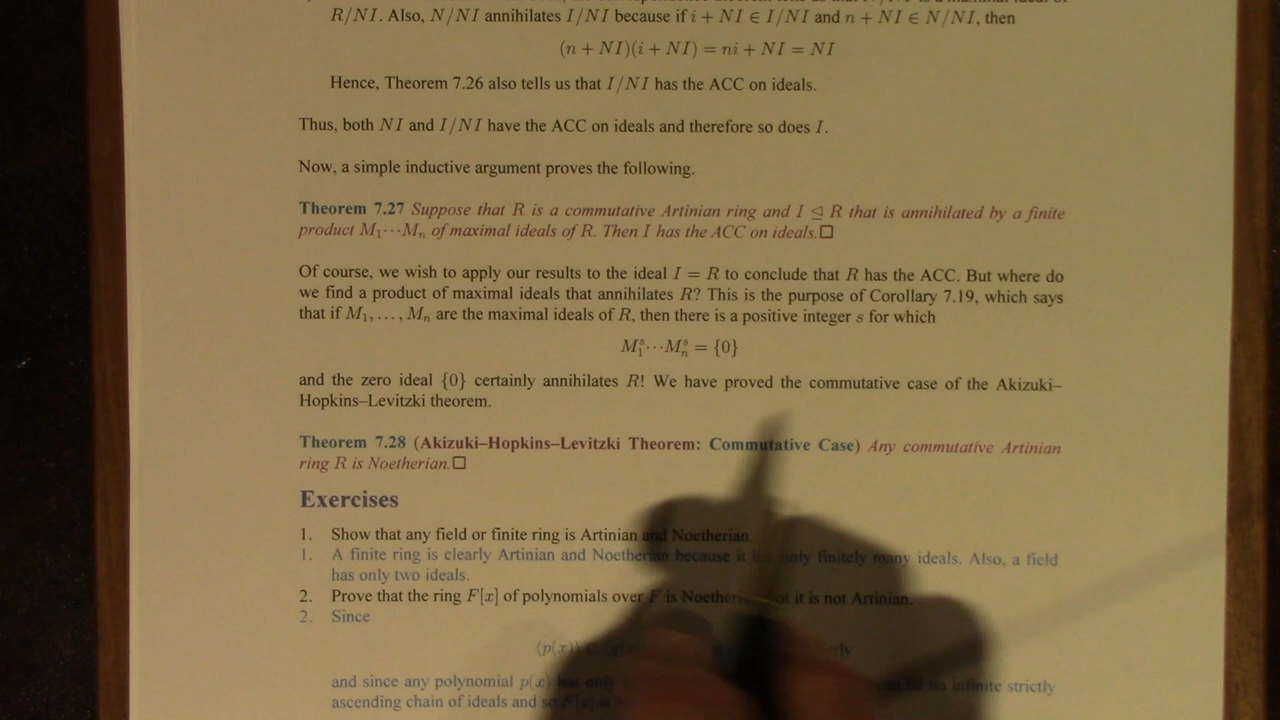 R/NI. Also, N/NI annihilates I/NI because if i + NI ∈ I/NI and n + NI ∈ N/NI, then
(n + NI)(i + NI) = ni + NI = NI
Hence, Theorem 7.26 also tells us that I/NI has the ACC on ideals.
Thus, both NI and I/NI have the ACC on ideals and therefore so does I.
Now, a simple inductive argument proves the following.
Theorem 7.27 Suppose that R is a commutative Artinian ring and I ⊴ R that is annihilated by a finite
product M₁⋯Mₙ of maximal ideals of R. Then I has the ACC on ideals.□
Of course, we wish to apply our results to the ideal I = R to conclude that R has the ACC. But where do
we find a product of maximal ideals that annihilates R? This is the purpose of Corollary 7.19, which says
that if M₁, …, Mₙ are the maximal ideals of R, then there is a positive integer s for which
M₁ˢ⋯Mₙˢ = {0}
and the zero ideal {0} certainly annihilates R! We have proved the commutative case of the Akizuki–
Hopkins–Levitzki theorem.
Theorem 7.28 (Akizuki–Hopkins–Levitzki Theorem: Commutative Case) Any commutative Artinian
ring R is Noetherian.□
Exercises
1. Show that any field or finite ring is Artinian and Noetherian.
1. A finite ring is clearly Artinian and Noetherian because it only finitely many ideals. Also, a field
has only two ideals.
2. Prove that the ring F[x] of polynomials over F is Noetherian it is not Artinian.
2. Since
⟨p(x)⟩
and since any polynomial p(x) has only no infinite strictly
ascending chain of ideals and so F[x] is